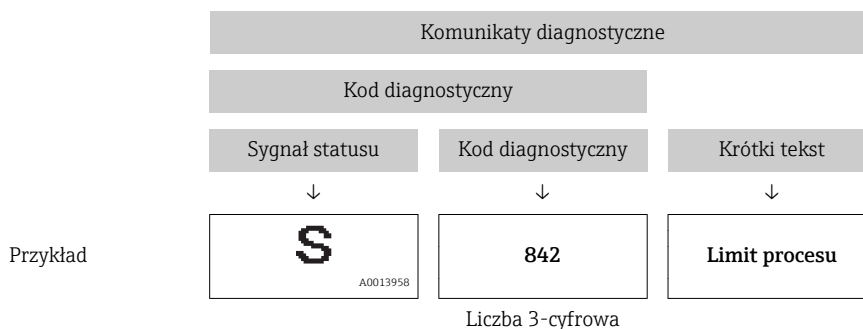 Komunikaty diagnostyczne
Kod diagnostyczny
Sygnał statusu Kod diagnostyczny Krótki tekst
↓ ↓ ↓
Przykład S 842 Limit procesu
A0013958
Liczba 3-cyfrowa